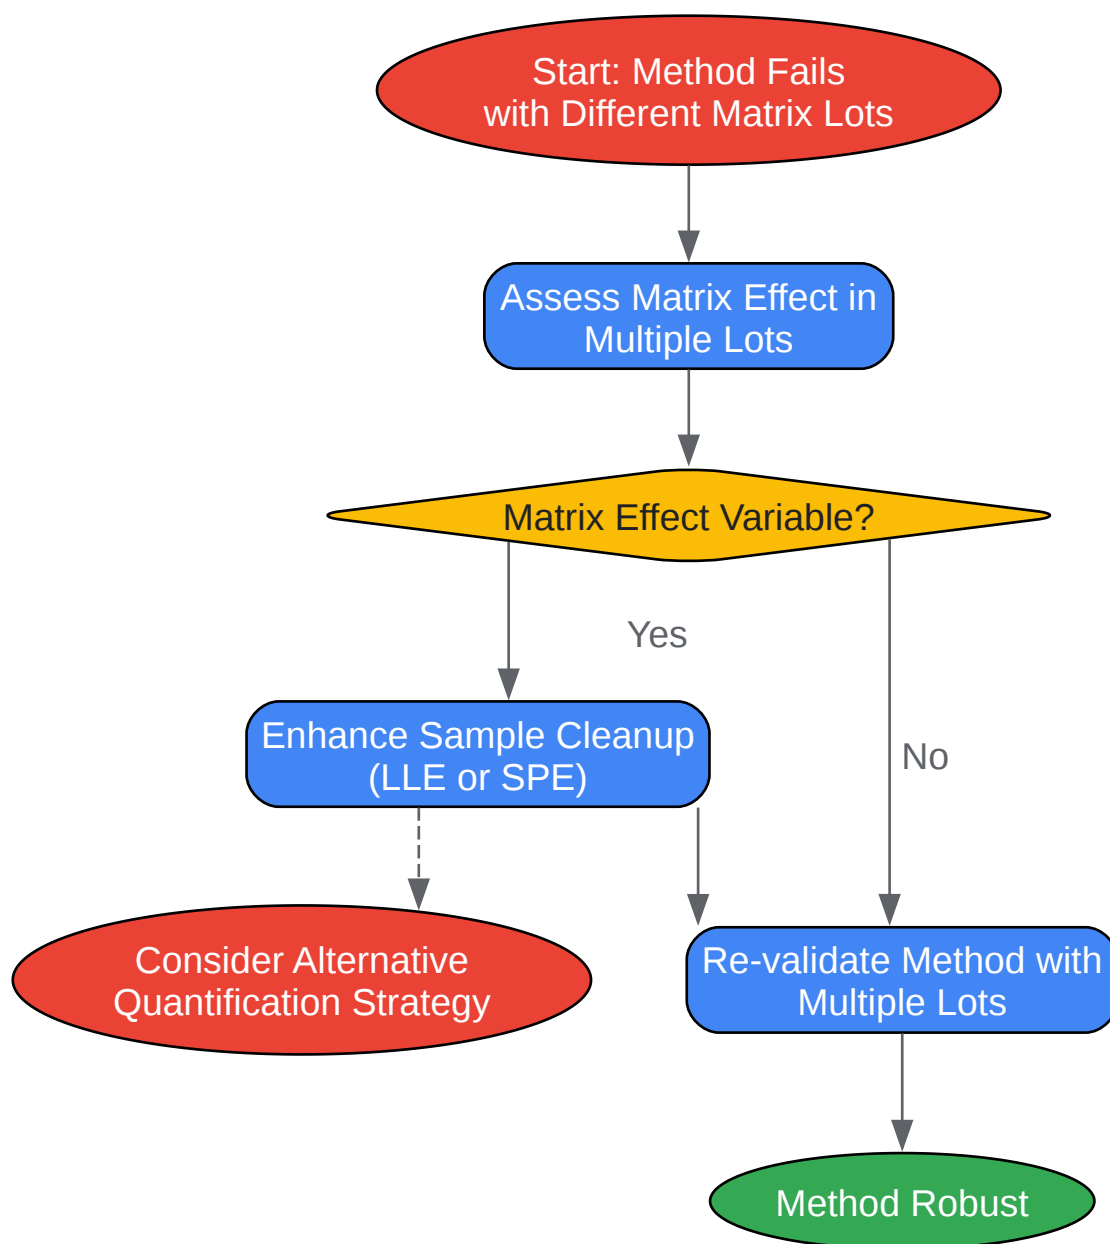 Start: Method Fails
with Different Matrix Lots
Assess Matrix Effect in
Multiple Lots
Matrix Effect Variable?
Yes
Enhance Sample Cleanup
(LLE or SPE)
No
Consider Alternative
Quantification Strategy
Re-validate Method with
Multiple Lots
Method Robust